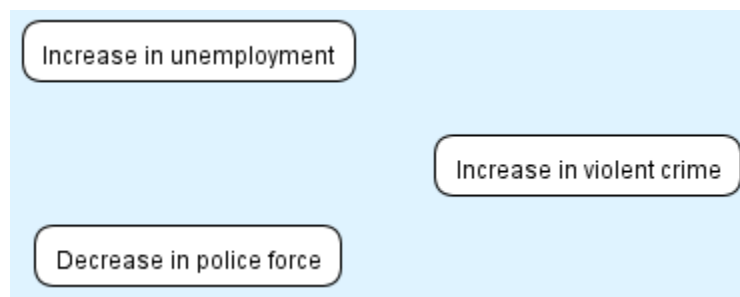 Increase in unemployment
Increase in violent crime
Decrease in police force